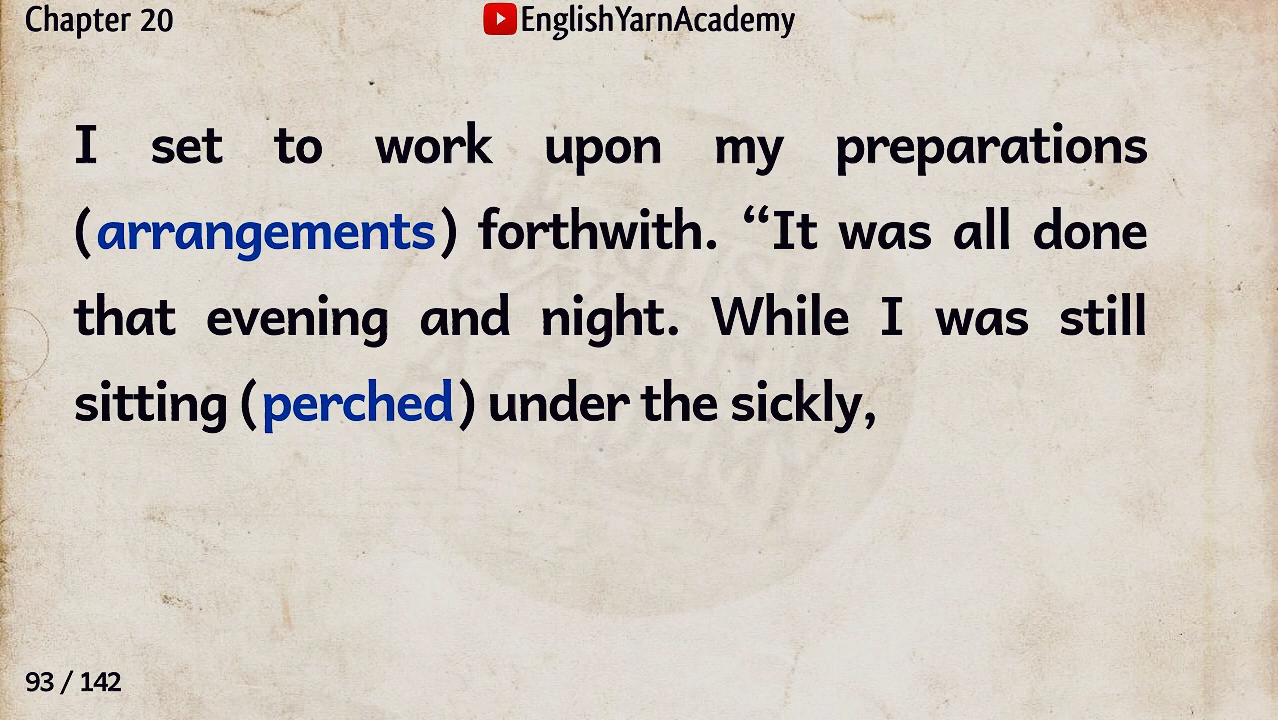 Chapter 20
EnglishYarnAcademy
I set to work upon my preparations
(arrangements) forthwith. “It was all done
that evening and night. While I was still
sitting (perched) under the sickly,
93 / 142